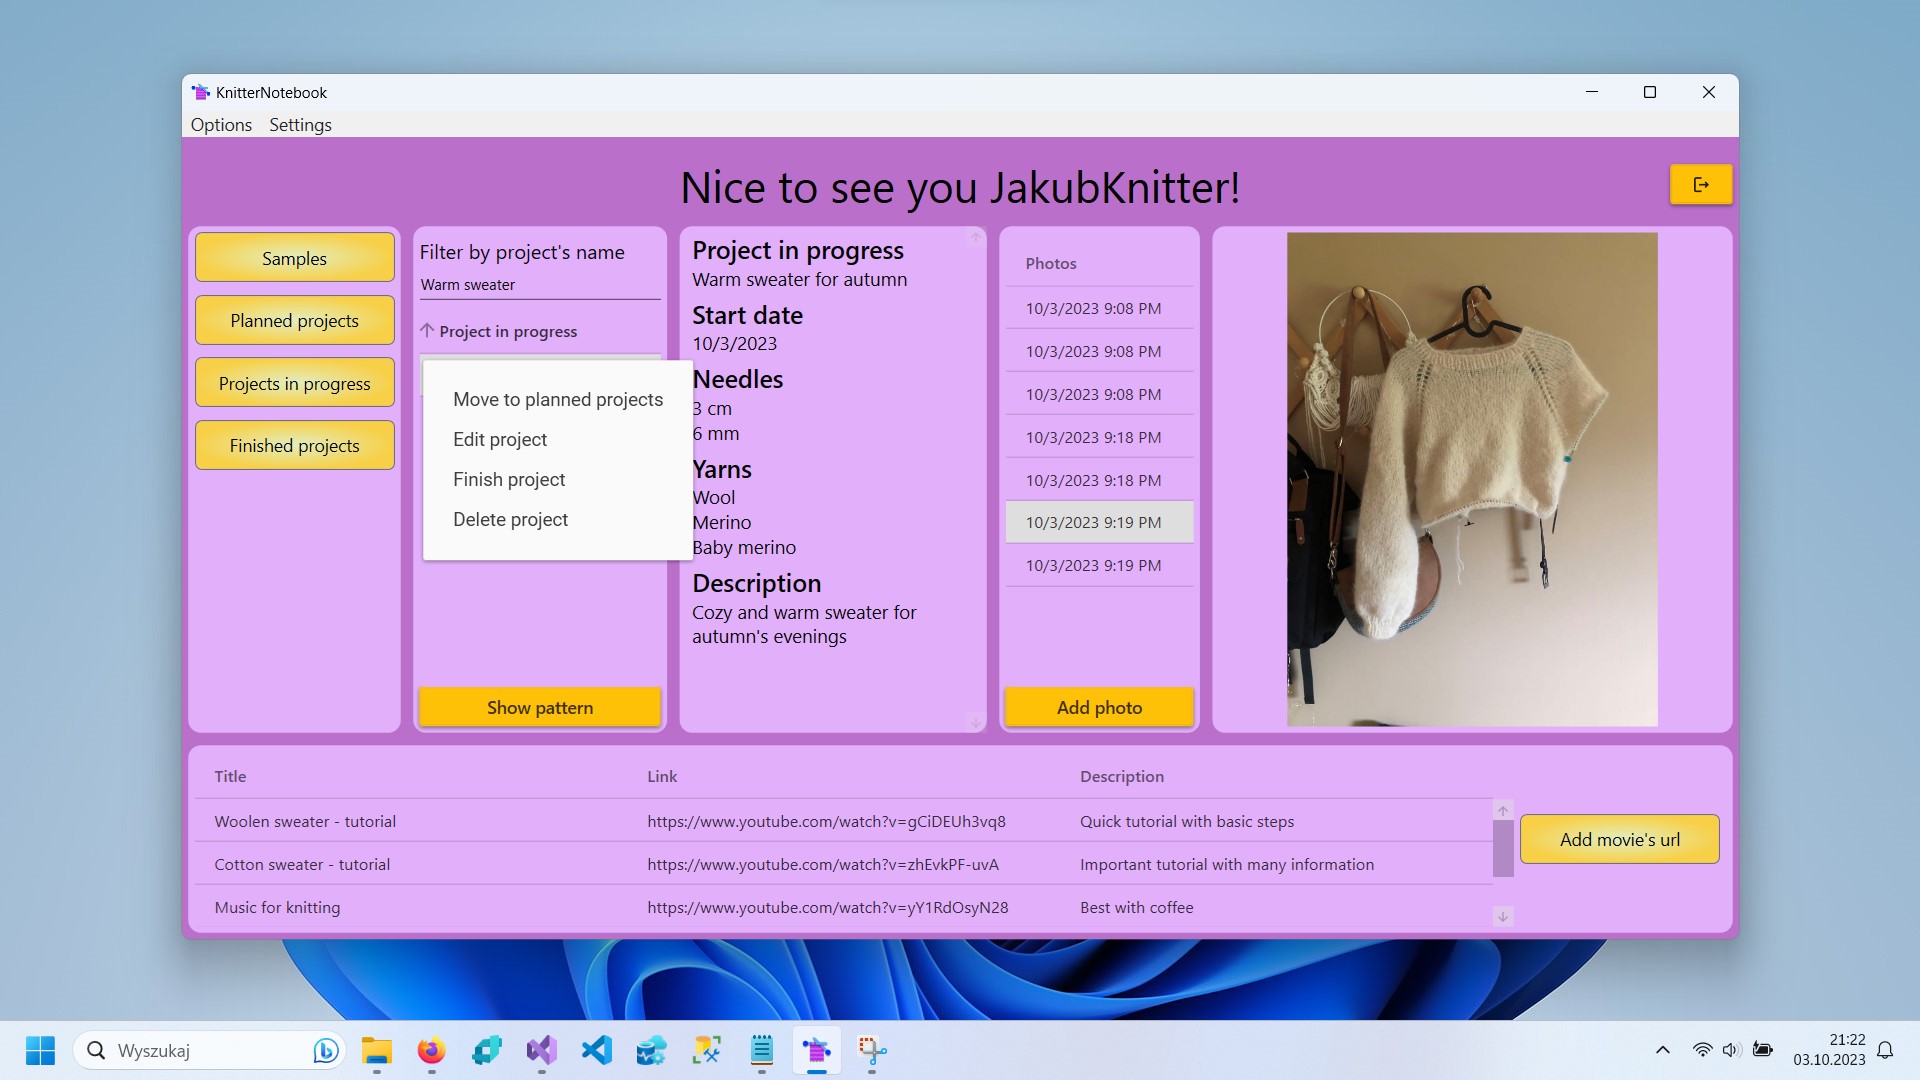 KnitterNotebook
Options Settings
Nice to see you JakubKnitter!
Samples
Planned projects
Projects in progress
Finished projects
Filter by project's name
Warm sweater
Project in progress
Move to planned projects
Edit project
Finish project
Delete project
Show pattern
Project in progress
Warm sweater for autumn
Start date
10/3/2023
Needles
3 cm
6 mm
Yarns
Wool
Merino
Baby merino
Description
Cozy and warm sweater for
autumn's evenings
Photos
10/3/2023 9:08 PM
10/3/2023 9:08 PM
10/3/2023 9:08 PM
10/3/2023 9:18 PM
10/3/2023 9:18 PM
10/3/2023 9:19 PM
10/3/2023 9:19 PM
Add photo
Title Link Description
Woolen sweater - tutorial https://www.youtube.com/watch?v=gCiDEUh3vq8 Quick tutorial with basic steps
Cotton sweater - tutorial https://www.youtube.com/watch?v=zhEvkPF-uvA Important tutorial with many information
Music for knitting https://www.youtube.com/watch?v=yY1RdOsyN28 Best with coffee
Add movie's url
Wyszukaj
21:22
03.10.2023